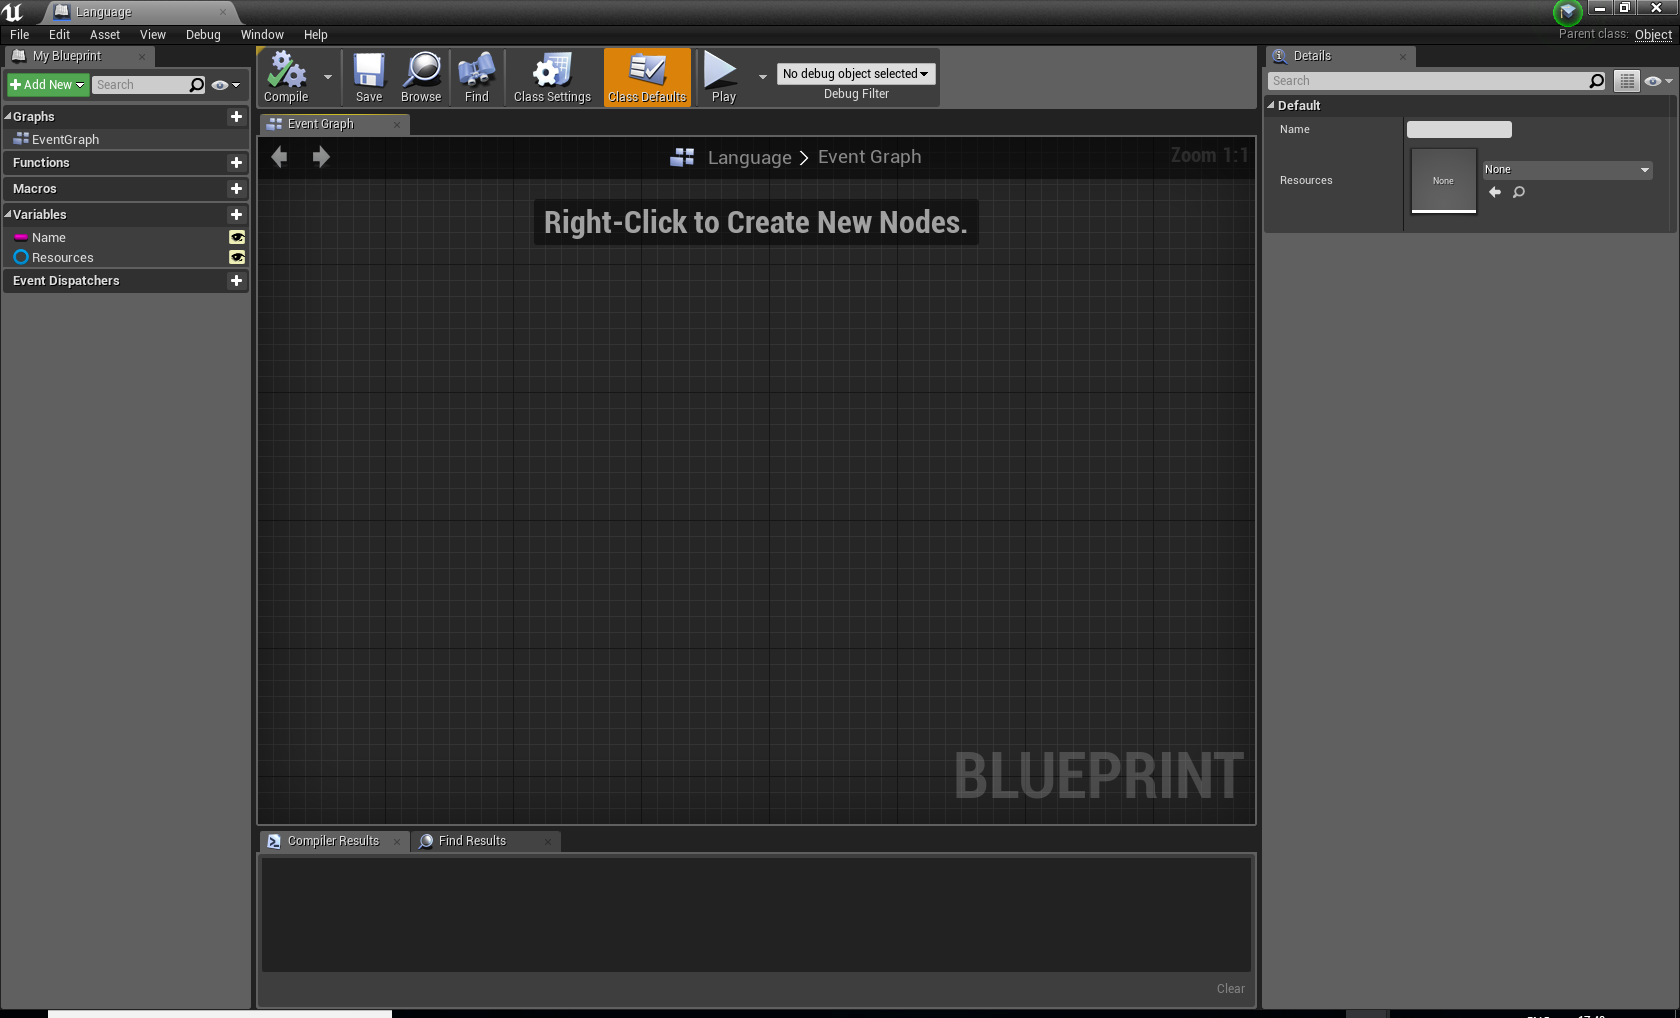 Language
File Edit Asset View Debug Window Help
Parent class: Object
My Blueprint
Add New Search
Graphs
EventGraph
Functions
Macros
Variables
Name
Resources
Event Dispatchers
Compile Save Browse Find Class Settings Class Defaults Play
No debug object selected
Debug Filter
Event Graph
Language > Event Graph
Zoom 1:1
Right-Click to Create New Nodes.
BLUEPRINT
Compiler Results Find Results
Clear
Details
Search
Default
Name
Resources
None
None